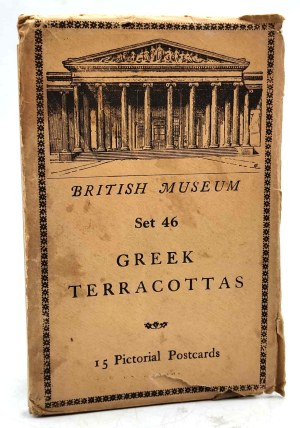 BRITISH MUSEUM
Set 46
GREEK
TERRACOTTAS
15 Pictorial Postcards